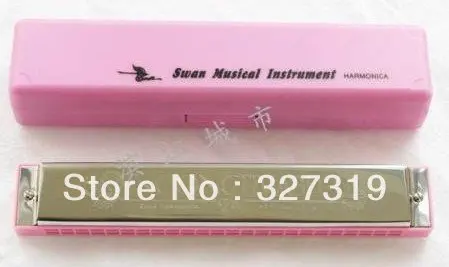 Swan Musical Instrument HARMONICA
Store No : 327319